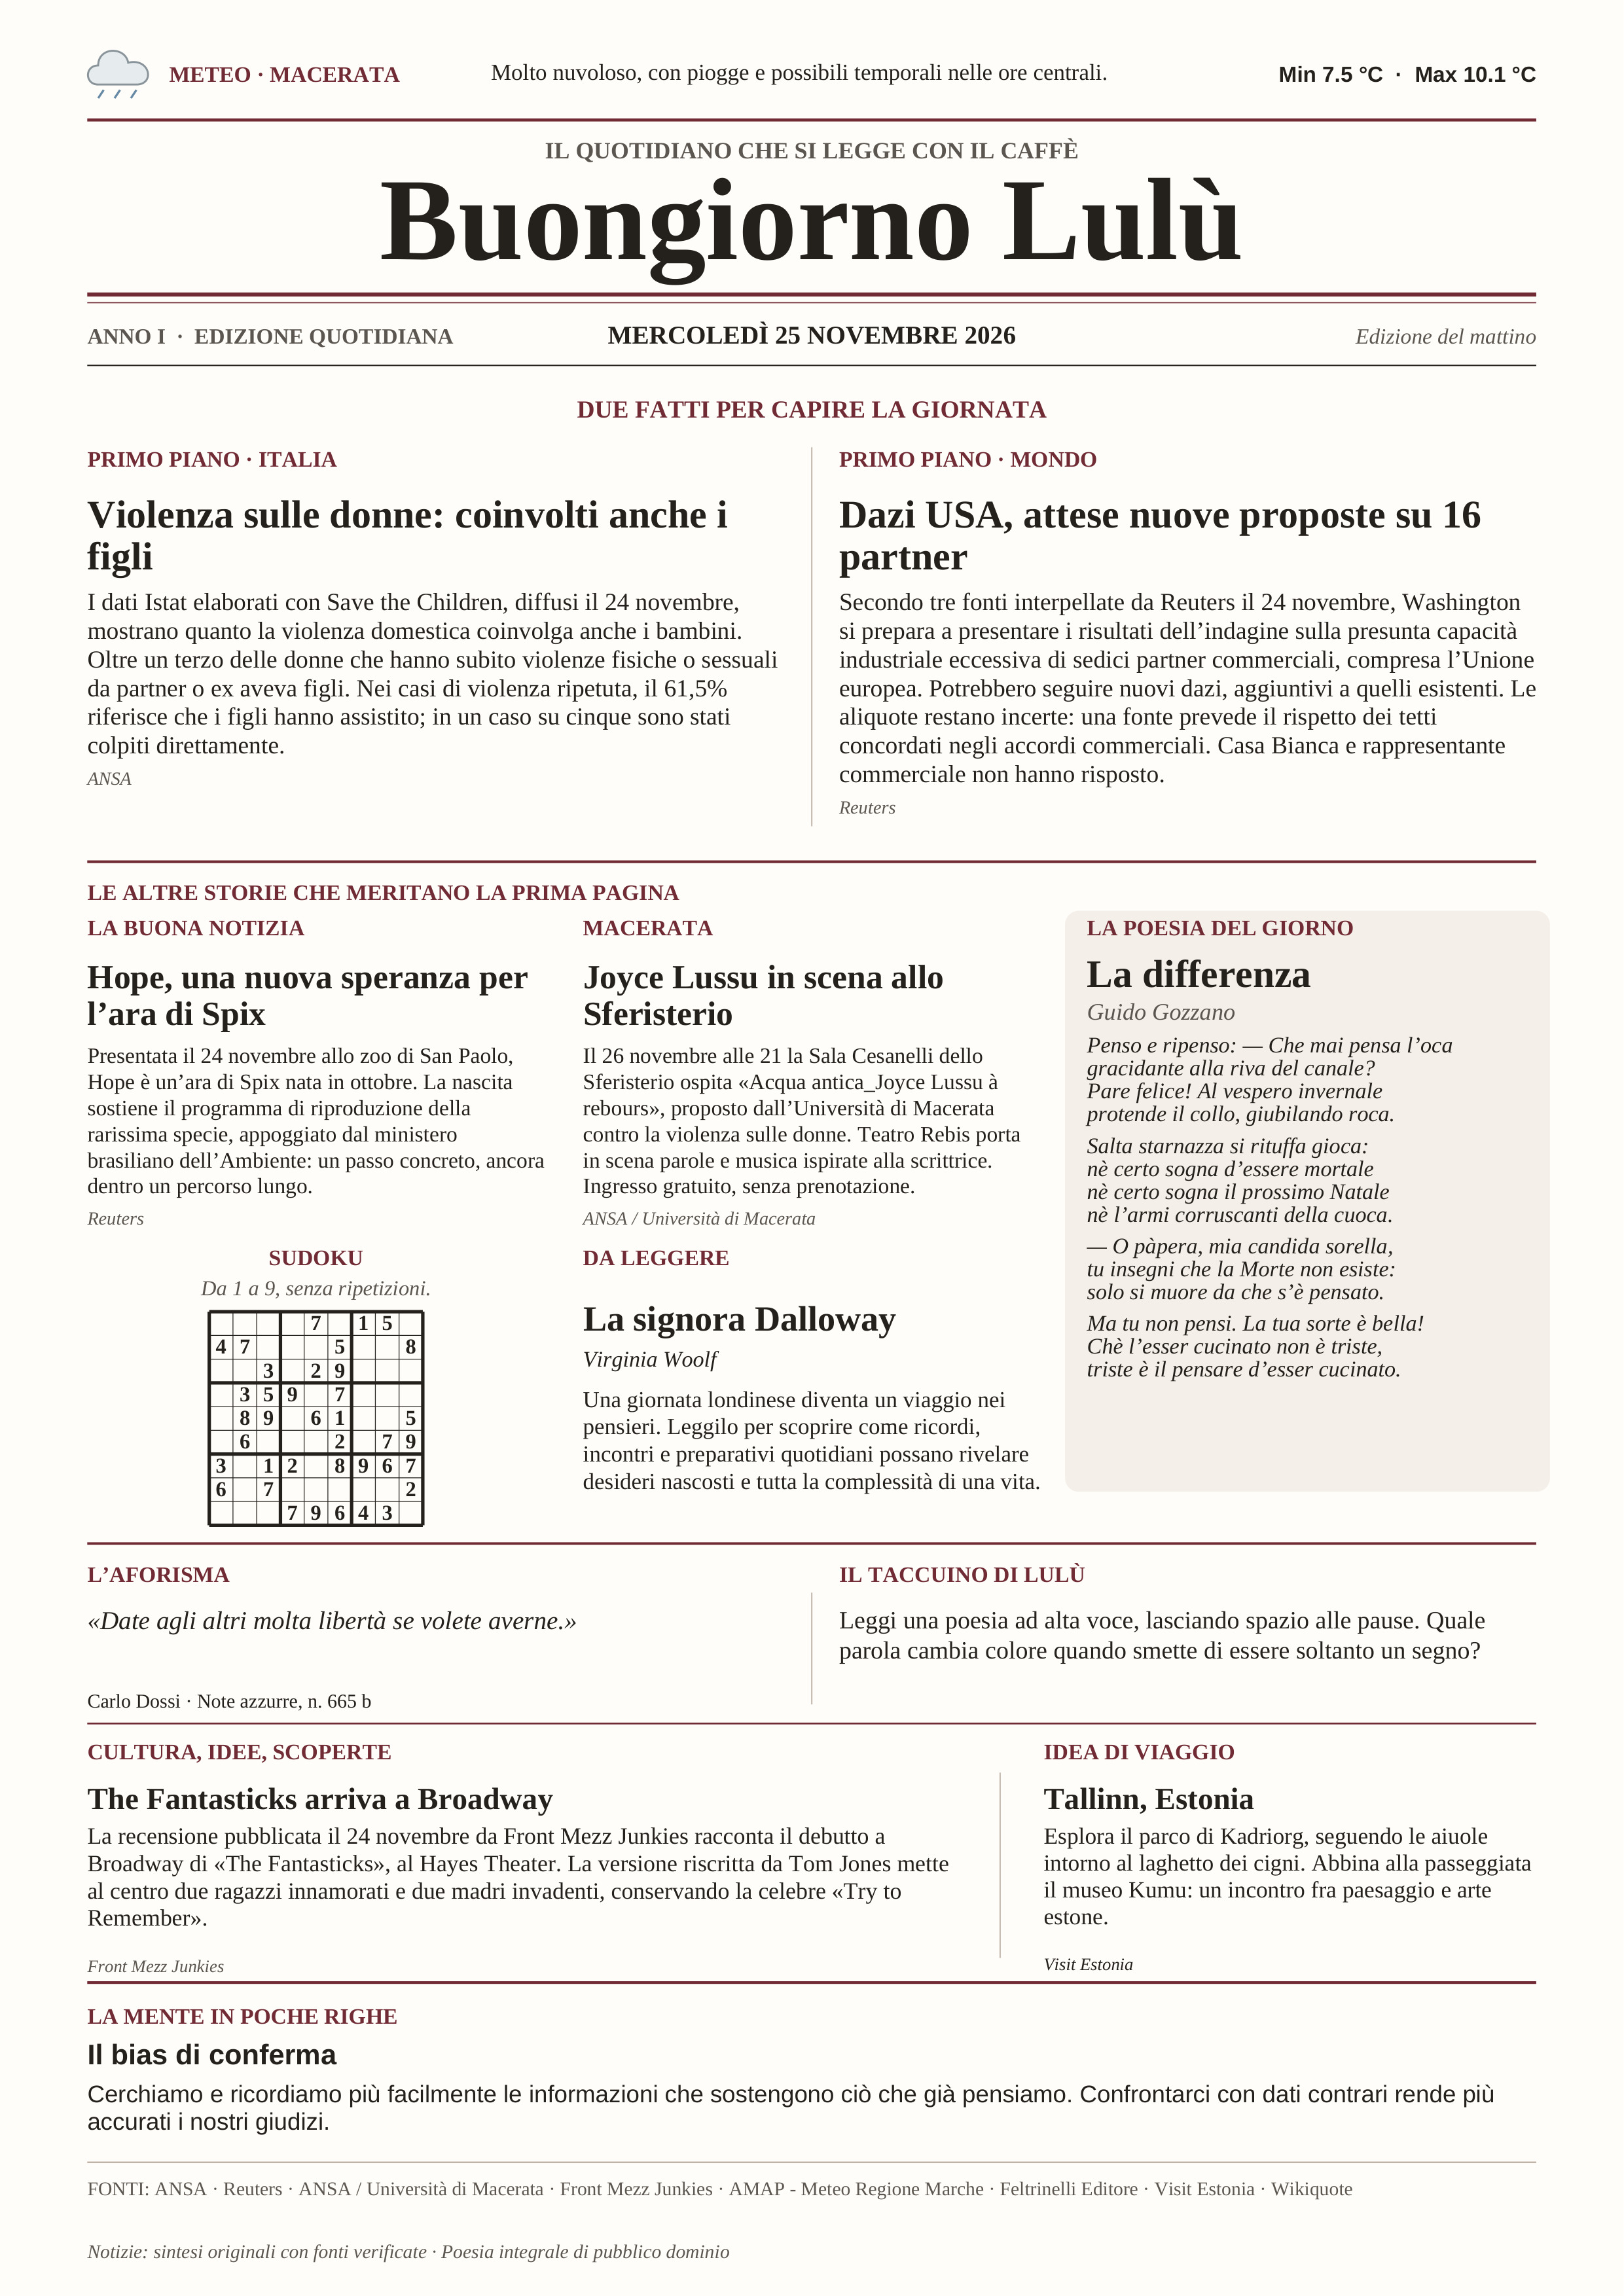 METEO · MACERATA
Molto nuvoloso, con piogge e possibili temporali nelle ore centrali.
Min 7.5 °C · Max 10.1 °C
IL QUOTIDIANO CHE SI LEGGE CON IL CAFFÈ
Buongiorno Lulù
ANNO I · EDIZIONE QUOTIDIANA
MERCOLEDÌ 25 NOVEMBRE 2026
Edizione del mattino
DUE FATTI PER CAPIRE LA GIORNATA
PRIMO PIANO · ITALIA
Violenza sulle donne: coinvolti anche i
figli
I dati Istat elaborati con Save the Children, diffusi il 24 novembre,
mostrano quanto la violenza domestica coinvolga anche i bambini.
Oltre un terzo delle donne che hanno subito violenze fisiche o sessuali
da partner o ex aveva figli. Nei casi di violenza ripetuta, il 61,5%
riferisce che i figli hanno assistito; in un caso su cinque sono stati
colpiti direttamente.
ANSA
PRIMO PIANO · MONDO
Dazi USA, attese nuove proposte su 16
partner
Secondo tre fonti interpellate da Reuters il 24 novembre, Washington
si prepara a presentare i risultati dell’indagine sulla presunta capacità
industriale eccessiva di sedici partner commerciali, compresa l’Unione
europea. Potrebbero seguire nuovi dazi, aggiuntivi a quelli esistenti. Le
aliquote restano incerte: una fonte prevede il rispetto dei tetti
concordati negli accordi commerciali. Casa Bianca e rappresentante
commerciale non hanno risposto.
Reuters
LE ALTRE STORIE CHE MERITANO LA PRIMA PAGINA
LA BUONA NOTIZIA
Hope, una nuova speranza per
l’ara di Spix
Presentata il 24 novembre allo zoo di San Paolo,
Hope è un’ara di Spix nata in ottobre. La nascita
sostiene il programma di riproduzione della
rarissima specie, appoggiato dal ministero
brasiliano dell’Ambiente: un passo concreto, ancora
dentro un percorso lungo.
Reuters
MACERATA
Joyce Lussu in scena allo
Sferisterio
Il 26 novembre alle 21 la Sala Cesanelli dello
Sferisterio ospita «Acqua antica_Joyce Lussu à
rebours», proposto dall’Università di Macerata
contro la violenza sulle donne. Teatro Rebis porta
in scena parole e musica ispirate alla scrittrice.
Ingresso gratuito, senza prenotazione.
ANSA / Università di Macerata
LA POESIA DEL GIORNO
La differenza
Guido Gozzano
Penso e ripenso: — Che mai pensa l’oca
gracidante alla riva del canale?
Pare felice! Al vespero invernale
protende il collo, giubilando roca.
Salta starnazza si rituffa gioca:
nè certo sogna d’essere mortale
nè certo sogna il prossimo Natale
nè l’armi corruscanti della cuoca.
— O pàpera, mia candida sorella,
tu insegni che la Morte non esiste:
solo si muore da che s’è pensato.
Ma tu non pensi. La tua sorte è bella!
Chè l’esser cucinato non è triste,
triste è il pensare d’esser cucinato.
SUDOKU
Da 1 a 9, senza ripetizioni.
7 1 5
4 7 5 8
3 2 9
3 5 9 7
8 9 6 1 5
6 2 7 9
3 1 2 8 9 6 7
6 7 2
7 9 6 4 3
DA LEGGERE
La signora Dalloway
Virginia Woolf
Una giornata londinese diventa un viaggio nei
pensieri. Leggilo per scoprire come ricordi,
incontri e preparativi quotidiani possano rivelare
desideri nascosti e tutta la complessità di una vita.
L’AFORISMA
«Date agli altri molta libertà se volete averne.»
Carlo Dossi · Note azzurre, n. 665 b
IL TACCUINO DI LULÙ
Leggi una poesia ad alta voce, lasciando spazio alle pause. Quale
parola cambia colore quando smette di essere soltanto un segno?
CULTURA, IDEE, SCOPERTE
The Fantasticks arriva a Broadway
La recensione pubblicata il 24 novembre da Front Mezz Junkies racconta il debutto a
Broadway di «The Fantasticks», al Hayes Theater. La versione riscritta da Tom Jones mette
al centro due ragazzi innamorati e due madri invadenti, conservando la celebre «Try to
Remember».
Front Mezz Junkies
IDEA DI VIAGGIO
Tallinn, Estonia
Esplora il parco di Kadriorg, seguendo le aiuole
intorno al laghetto dei cigni. Abbina alla passeggiata
il museo Kumu: un incontro fra paesaggio e arte
estone.
Visit Estonia
LA MENTE IN POCHE RIGHE
Il bias di conferma
Cerchiamo e ricordiamo più facilmente le informazioni che sostengono ciò che già pensiamo. Confrontarci con dati contrari rende più
accurati i nostri giudizi.
FONTI: ANSA · Reuters · ANSA / Università di Macerata · Front Mezz Junkies · AMAP - Meteo Regione Marche · Feltrinelli Editore · Visit Estonia · Wikiquote
Notizie: sintesi originali con fonti verificate · Poesia integrale di pubblico dominio